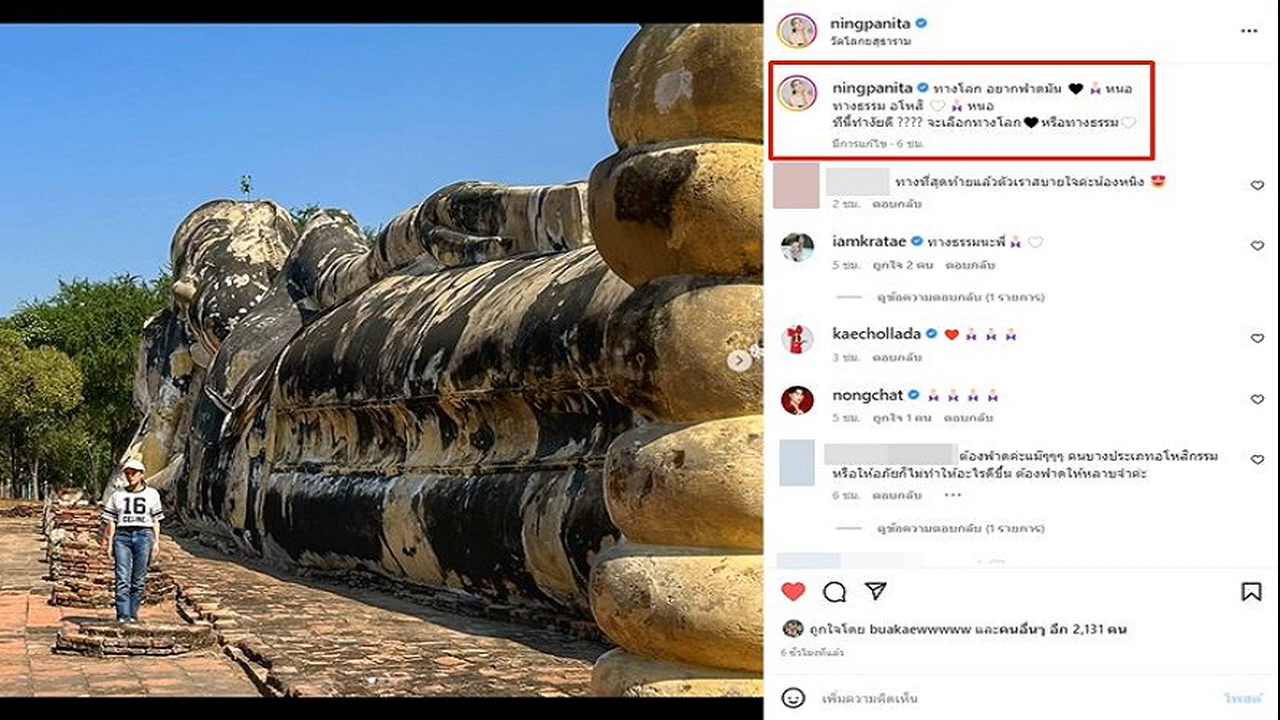 ningpanita
วัดโลกยสุธาราม
ningpanita ทางโลก อยากฟาดมัน 🖤 🙏🏻 หนอ
ทางธรรม อโหสิ 🤍 🙏🏻 หนอ
ทีนี้ทำงัยดี ???? จะเลือกทางโลก🖤หรือทางธรรม🤍
มีการแก้ไข · 6 ชม.
ทางที่สุดท้ายแล้วตัวเราสบายใจค่ะน้องหนิง 😍
2 ชม. ตอบกลับ
iamkratae ทางธรรมนะพี่ 🙏🏻 🤍
5 ชม. ถูกใจ 2 คน ตอบกลับ
ดูข้อความตอบกลับ (1 รายการ)
kaechollada ❤️ 🙏🏻 🙏🏻 🙏🏻
3 ชม. ตอบกลับ
nongchat 🙏🏻 🙏🏻 🙏🏻 🙏🏻
5 ชม. ถูกใจ 1 คน ตอบกลับ
ต้องฟาดค่ะแม๊ๆๆๆ คนบางประเภทอโหสิกรรม
หรือให้อภัยก็ไม่ทำให้อะไรดีขึ้น ต้องฟาดให้หลาบจำค่ะ
6 ชม. ตอบกลับ
ดูข้อความตอบกลับ (1 รายการ)
ถูกใจโดย buakaewwwww และคนอื่นๆ อีก 2,131 คน
6 ชั่วโมงที่แล้ว
เพิ่มความคิดเห็น
โพสต์
16
CELINE